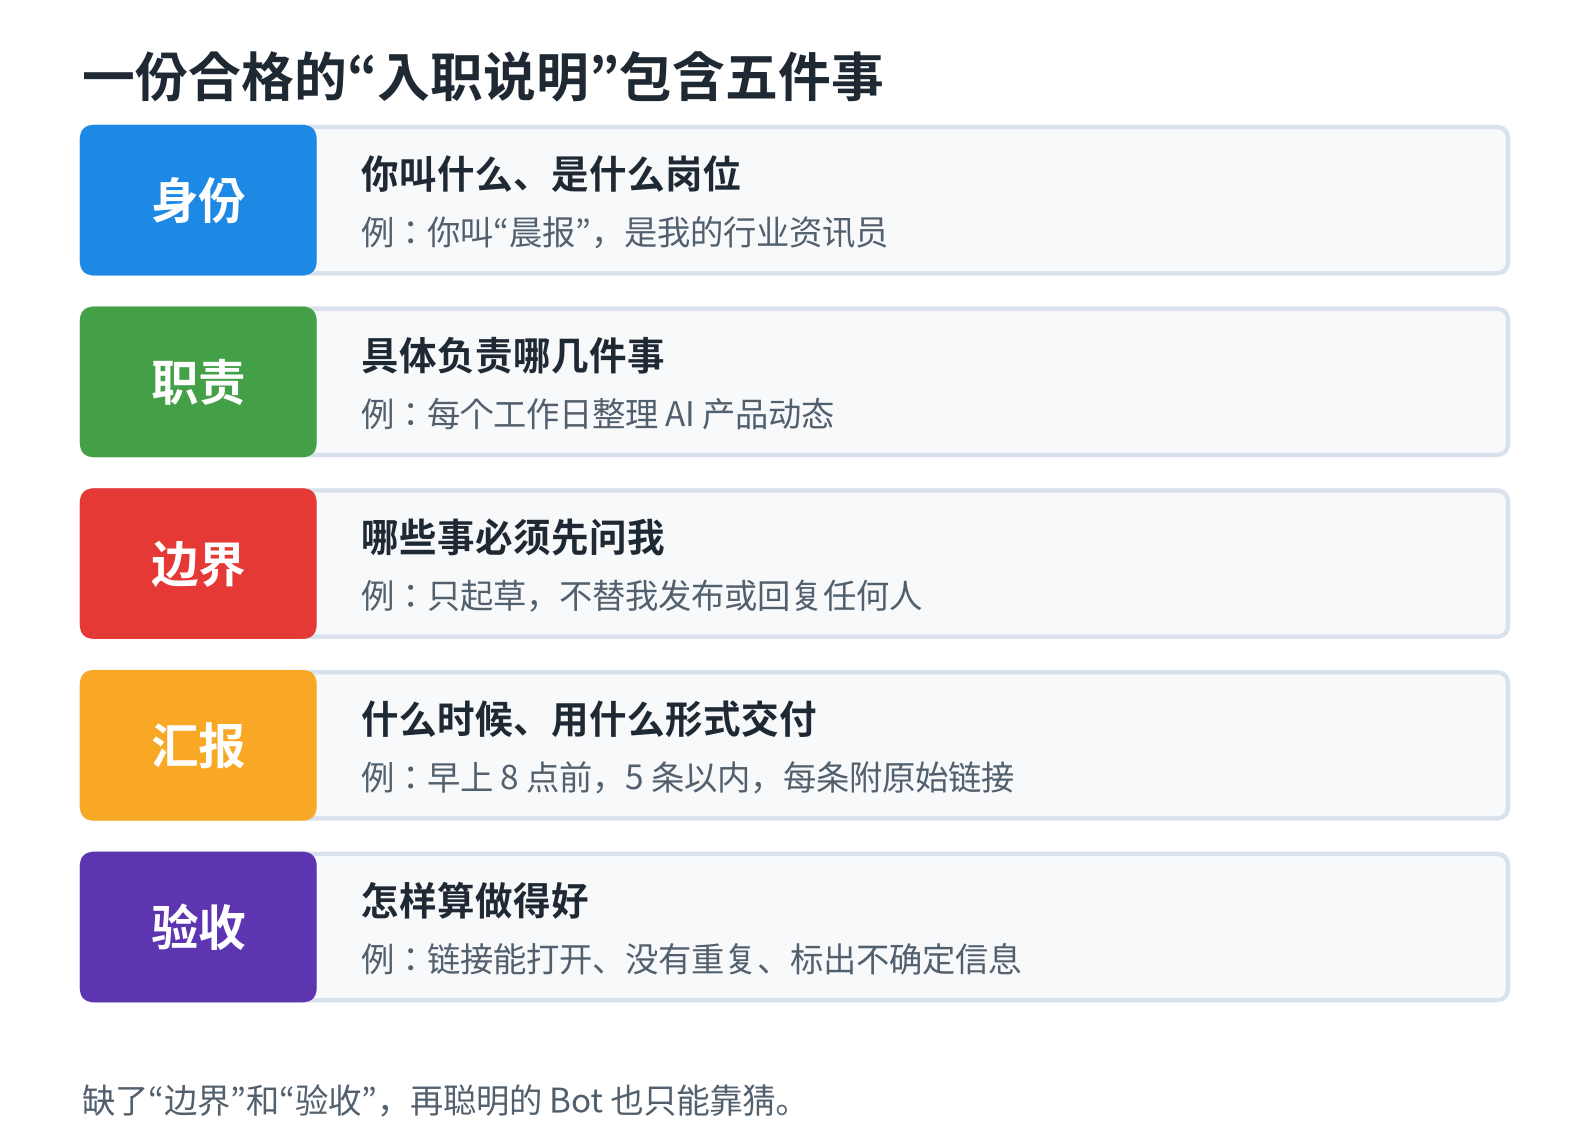 一份合格的“入职说明”包含五件事
身份
你叫什么、是什么岗位
例：你叫“晨报”，是我的行业资讯员
职责
具体负责哪几件事
例：每个工作日整理 AI 产品动态
边界
哪些事必须先问我
例：只起草，不替我发布或回复任何人
汇报
什么时候、用什么形式交付
例：早上 8 点前，5 条以内，每条附原始链接
验收
怎样算做得好
例：链接能打开、没有重复、标出不确定信息
缺了“边界”和“验收”，再聪明的 Bot 也只能靠猜。